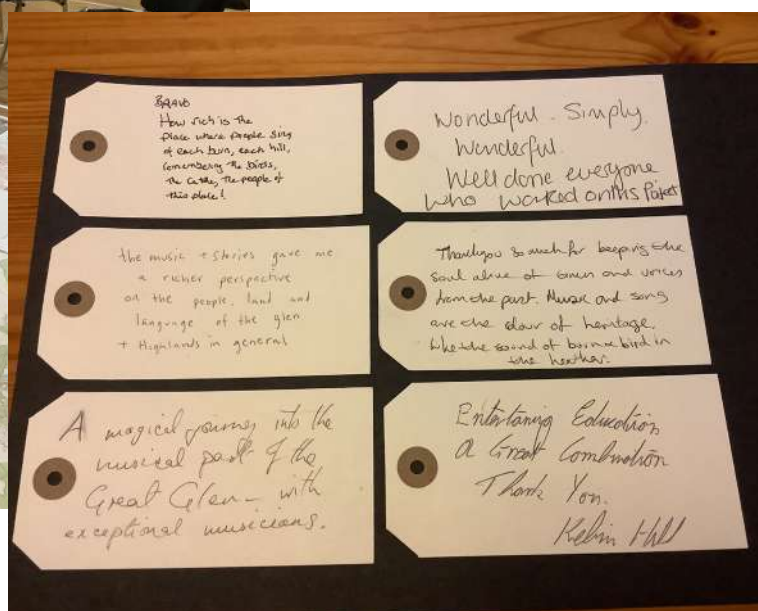 BRAVO
How rich is the
place where people sing
of each burn, each hill,
remembering the birds,
the cattle, the people of
this place!
Wonderful. Simply.
Wonderful.
Well done everyone
who worked on this
the music + stories gave me
a richer perspective
on the people, land and
language of the glen
+ Highlands in general
Thankyou so much for keeping the
soul alive of and voices
from the past. Music and song
are the of heritage.
like the sound of bird in
the heather.
A magical journey into the
musical past of the
Great Glen - with
exceptional musicians.
Entertaining Education
a Great Combination
Thank You.